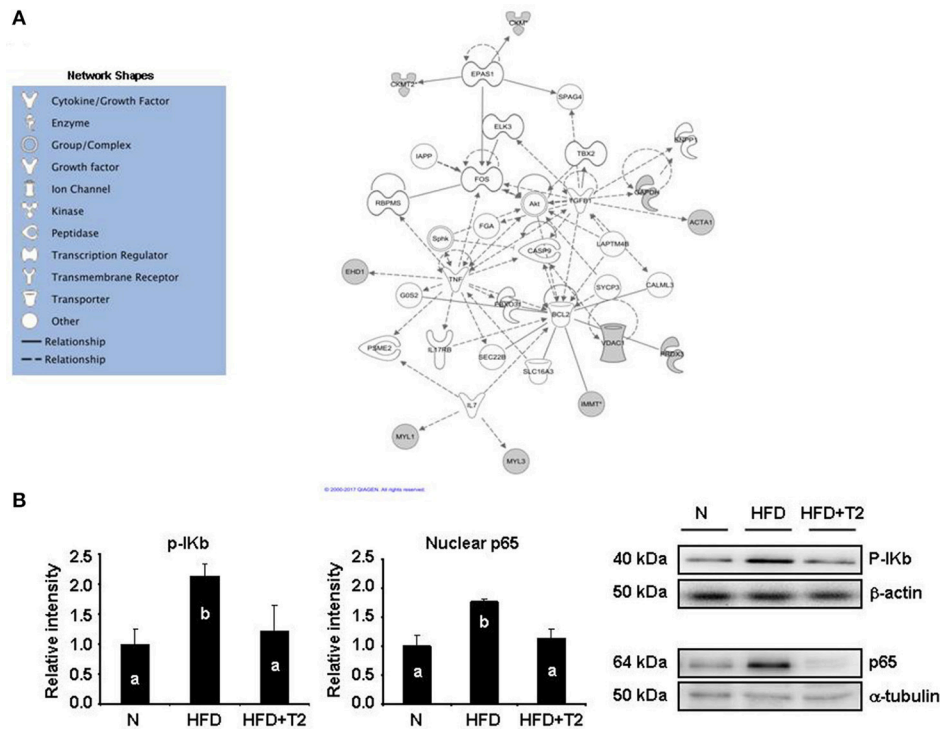 A
Network Shapes
Cytokine/Growth Factor
Enzyme
Group/Complex
Growth factor
Ion Channel
Kinase
Peptidase
Transcription Regulator
Transmembrane Receptor
Transporter
Other
Relationship
Relationship
CKM*
CKMT2*
EPAS1
SPAG4
ELK3
TBX2
IAPP
FOS
RBPMS
Akt
TGFB1
GAPDH
ACTA1
FGA
Sphk
CASP9
LAPTM4B
EHD1
TNF
G0S2
SYCP3
CALML3
BCL2
PSME2
IL17RB
SEC22B
SLC16A3
VDAC1
PRDX3
IL7
IMMT*
MYL1
MYL3
© 2000-2017 QIAGEN. All rights reserved.
B
p-IKb
Relative intensity
2.5
2.0
1.5
1.0
0.5
0.0
a
b
a
N HFD HFD+T2
Nuclear p65
Relative intensity
2.5
2.0
1.5
1.0
0.5
0.0
a
b
a
N HFD HFD+T2
N HFD HFD+T2
40 kDa P-IKb
50 kDa β-actin
64 kDa p65
50 kDa α-tubulin